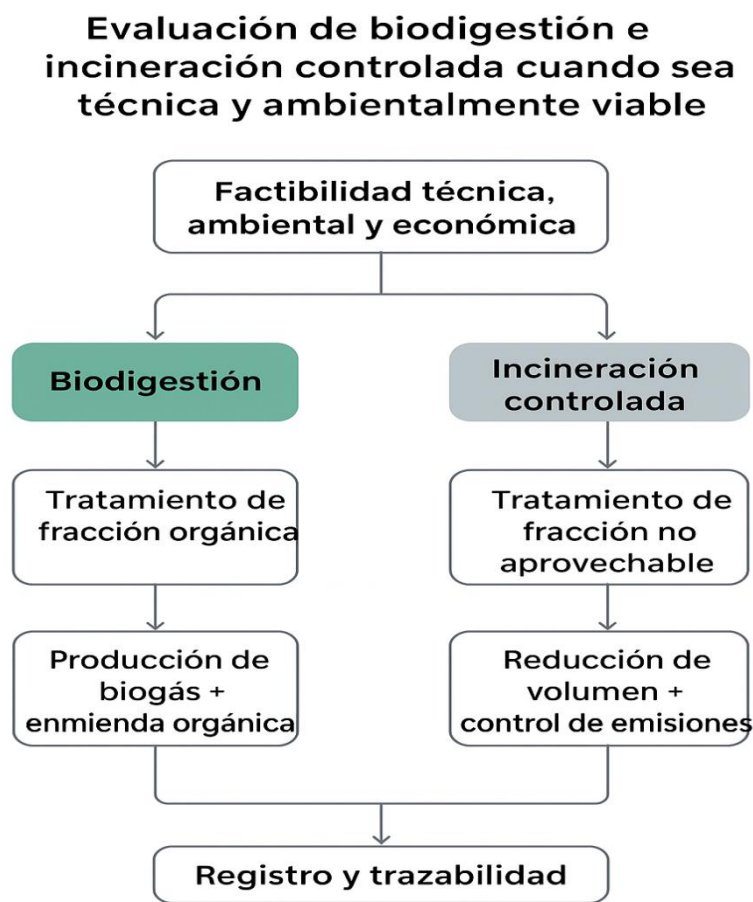 Evaluación de biodigestión e
incineración controlada cuando sea
técnica y ambientalmente viable
Factibilidad técnica,
ambiental y económica
Biodigestión
Incineración
controlada
Tratamiento de
fracción orgánica
Tratamiento de
fracción no
aprovechable
Producción de
biogás +
enmienda orgánica
Reducción de
volumen +
control de emisiones
Registro y trazabilidad